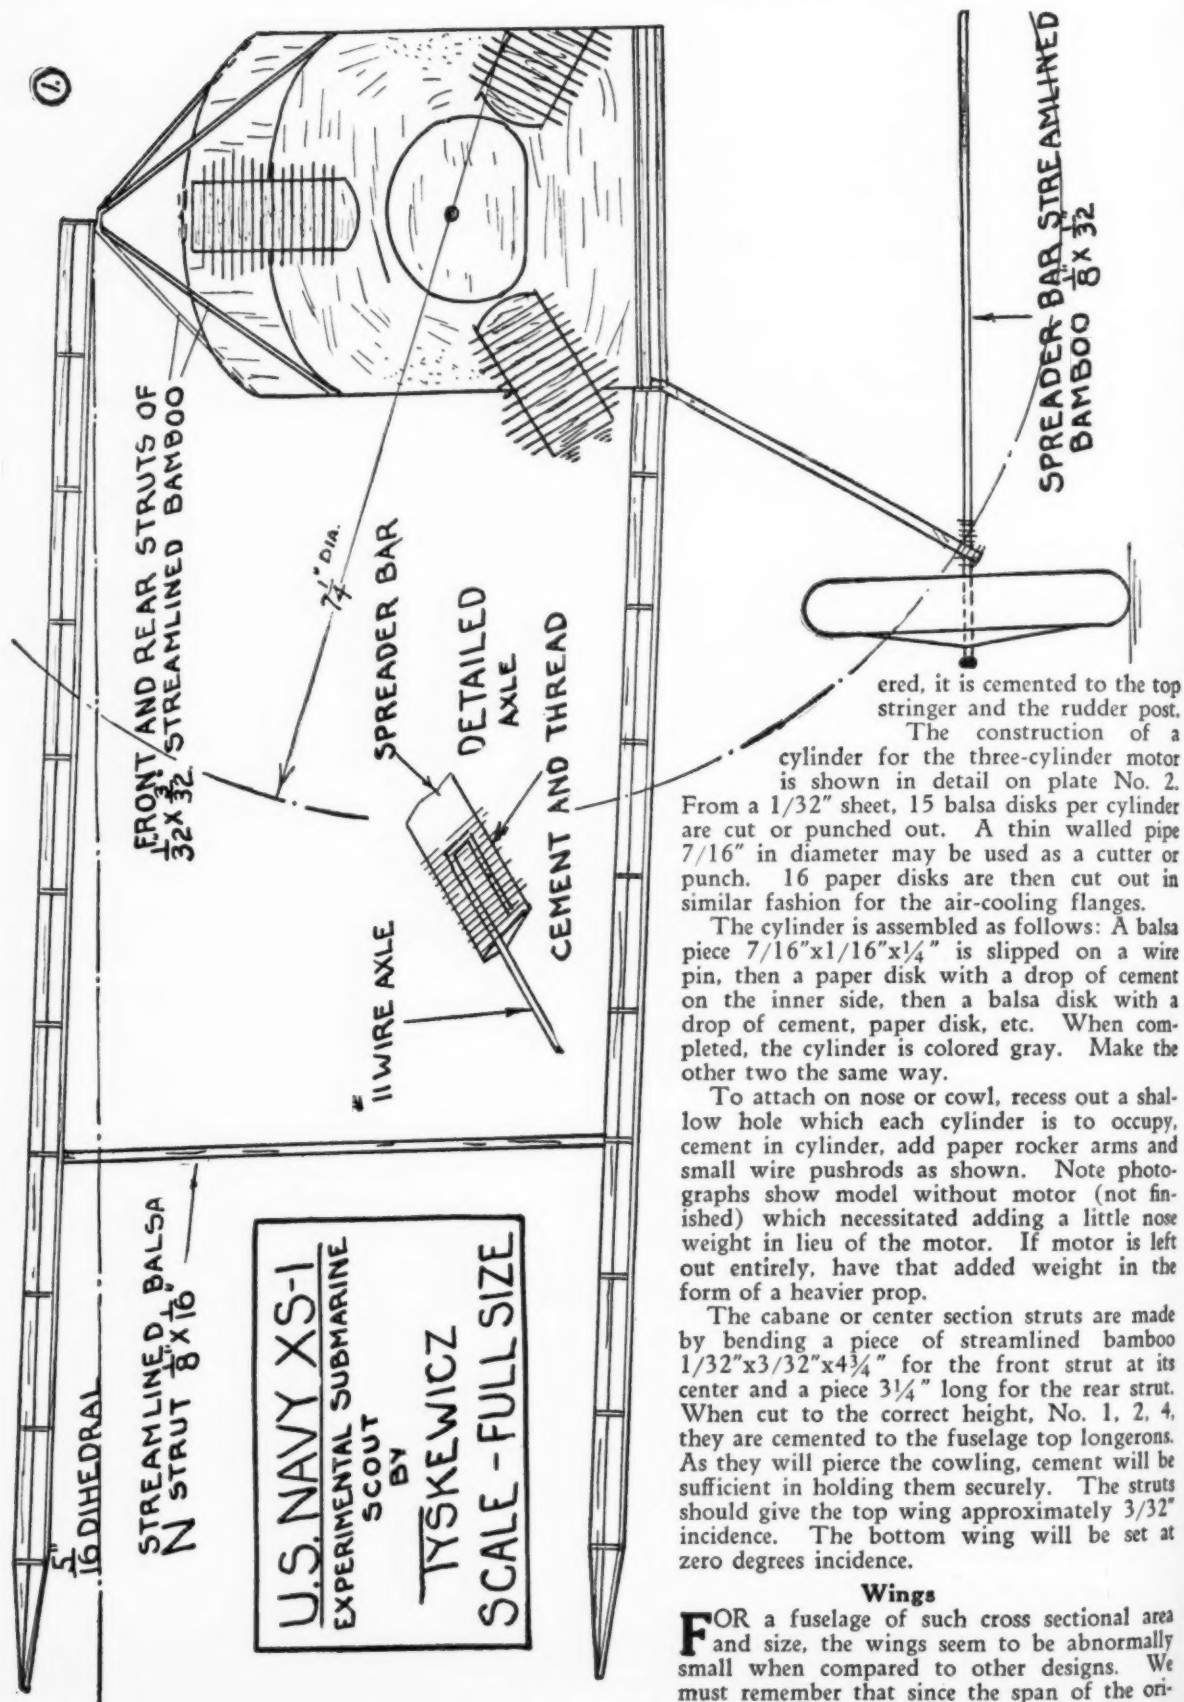 1.
FRONT AND REAR STRUTS OF
1/32 X 3/32" STREAMLINED BAMBOO
7 1/4" DIA.
SPREADER BAR
DETAILED
AXLE
CEMENT AND THREAD
# 11 WIRE AXLE
SPREADER BAR STREAMLINED
BAMBOO 1/8" X 1/32
5/16" DIHEDRAL
STREAMLINED BALSA
N STRUT 1/8" X 1/16"
U.S. NAVY XS-1
EXPERIMENTAL SUBMARINE
SCOUT
BY
TYSKEWICZ
SCALE - FULL SIZE
ered, it is cemented to the top
stringer and the rudder post.
The construction of a
cylinder for the three-cylinder motor
is shown in detail on plate No. 2.
From a 1/32" sheet, 15 balsa disks per cylinder
are cut or punched out. A thin walled pipe
7/16" in diameter may be used as a cutter or
punch. 16 paper disks are then cut out in
similar fashion for the air-cooling flanges.
The cylinder is assembled as follows: A balsa
piece 7/16"x1/16"x1/4" is slipped on a wire
pin, then a paper disk with a drop of cement
on the inner side, then a balsa disk with a
drop of cement, paper disk, etc. When com-
pleted, the cylinder is colored gray. Make the
other two the same way.
To attach on nose or cowl, recess out a shal-
low hole which each cylinder is to occupy,
cement in cylinder, add paper rocker arms and
small wire pushrods as shown. Note photo-
graphs show model without motor (not fin-
ished) which necessitated adding a little nose
weight in lieu of the motor. If motor is left
out entirely, have that added weight in the
form of a heavier prop.
The cabane or center section struts are made
by bending a piece of streamlined bamboo
1/32"x3/32"x4 3/4" for the front strut at its
center and a piece 3 1/4" long for the rear strut.
When cut to the correct height, No. 1, 2, 4,
they are cemented to the fuselage top longerons.
As they will pierce the cowling, cement will be
sufficient in holding them securely. The struts
should give the top wing approximately 3/32"
incidence. The bottom wing will be set at
zero degrees incidence.
Wings
FOR a fuselage of such cross sectional area
and size, the wings seem to be abnormally
small when compared to other designs. We
must remember that since the span of the ori-